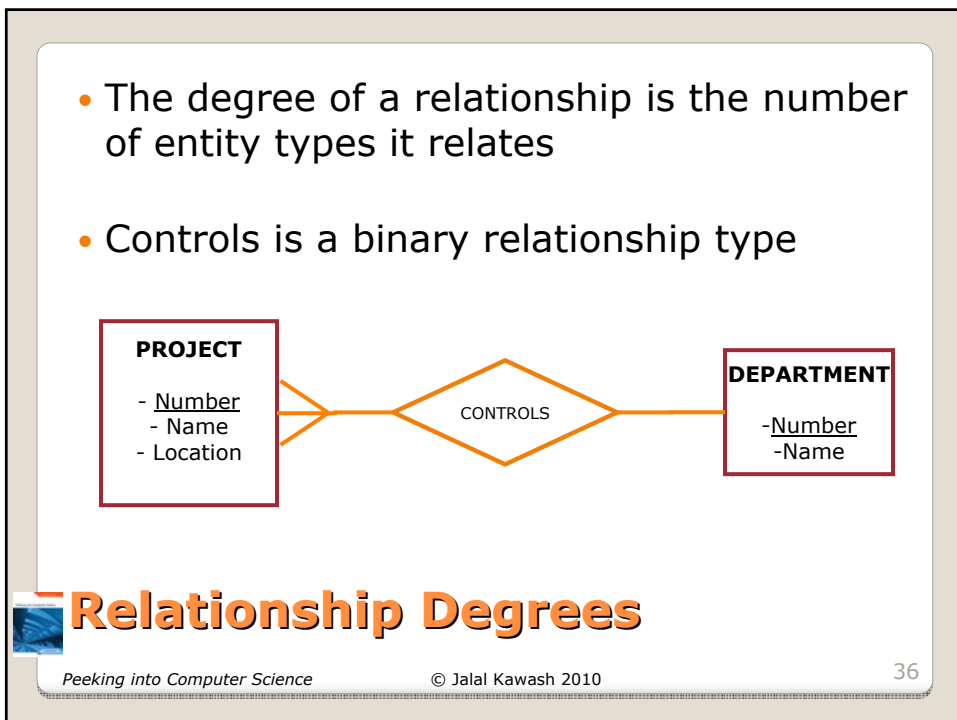 • The degree of a relationship is the number
of entity types it relates
• Controls is a binary relationship type
PROJECT
- Number
- Name
- Location
CONTROLS
DEPARTMENT
-Number
-Name
Relationship Degrees
Peeking into Computer Science © Jalal Kawash 2010
36